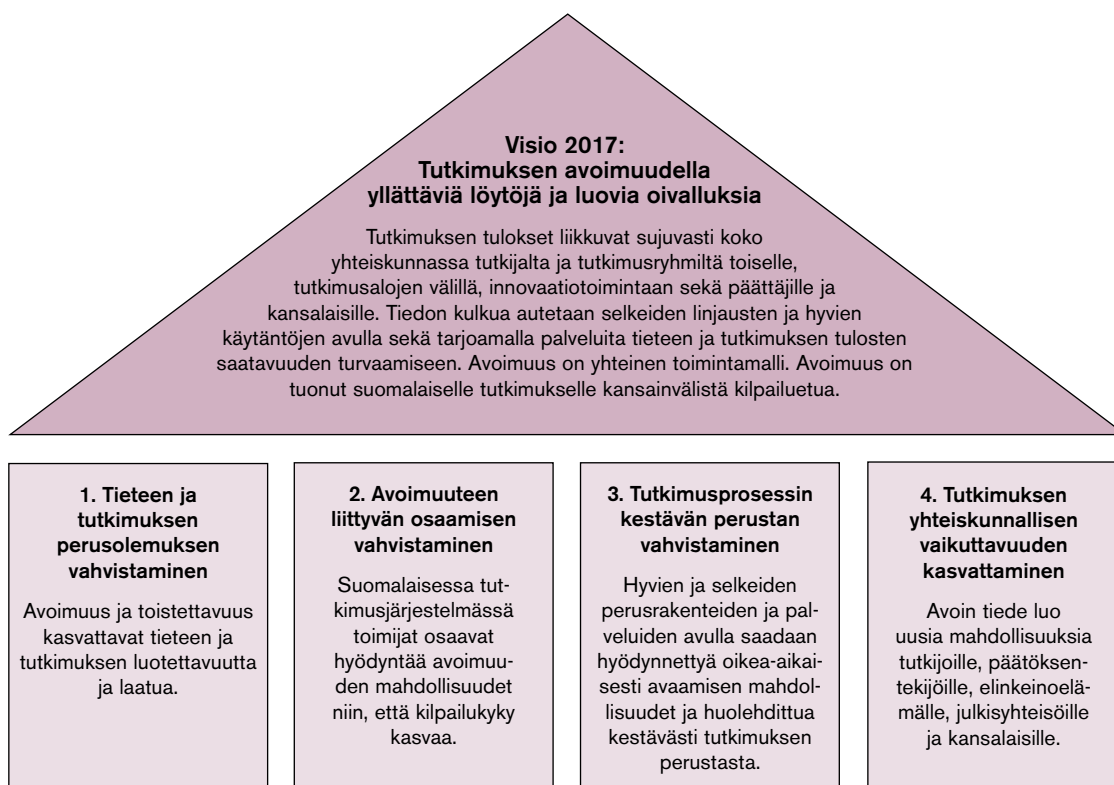 Visio 2017:
Tutkimuksen avoimuudella
yllättäviä löytöjä ja luovia oivalluksia
Tutkimuksen tulokset liikkuvat sujuvasti koko
yhteiskunnassa tutkijalta ja tutkimusryhmiltä toiselle,
tutkimusalojen välillä, innovaatiotoimintaan sekä päättäjille ja
kansalaisille. Tiedon kulkua autetaan selkeiden linjausten ja hyvien
käytäntöjen avulla sekä tarjoamalla palveluita tieteen ja tutkimuksen tulosten
saatavuuden turvaamiseen. Avoimuus on yhteinen toimintamalli. Avoimuus on
tuonut suomalaiselle tutkimukselle kansainvälistä kilpailuetua.
1. Tieteen ja
tutkimuksen
perusolemuksen
vahvistaminen
Avoimuus ja toistettavuus
kasvattavat tieteen ja
tutkimuksen luotettavuutta
ja laatua.
2. Avoimuuteen
liittyvän osaamisen
vahvistaminen
Suomalaisessa tut-
kimusjärjestelmässä
toimijat osaavat
hyödyntää avoimuu-
den mahdollisuudet
niin, että kilpailukyky
kasvaa.
3. Tutkimusprosessin
kestävän perustan
vahvistaminen
Hyvien ja selkeiden
perusrakenteiden ja pal-
veluiden avulla saadaan
hyödynnettyä oikea-aikai-
sesti avaamisen mahdol-
lisuudet ja huolehdittua
kestävästi tutkimuksen
perustasta.
4. Tutkimuksen
yhteiskunnallisen
vaikuttavuuden
kasvattaminen
Avoin tiede luo
uusia mahdollisuuksia
tutkijoille, päätöksen-
tekijöille, elinkeinoelä-
mälle, julkisyhteisöille
ja kansalaisille.